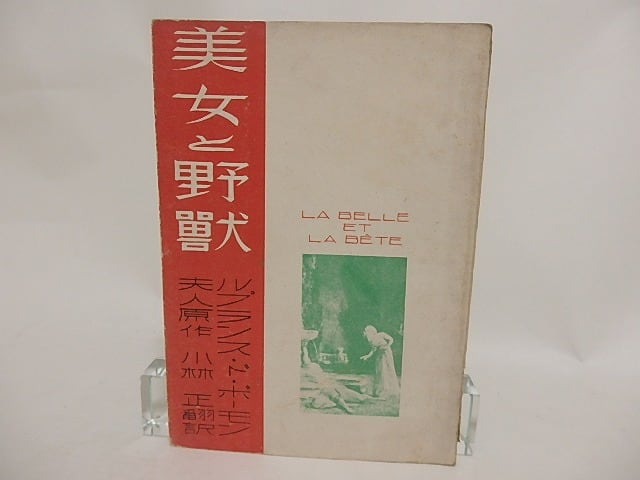 美女と野獸
ルプランス・ド・ボーモン
夫人原作 小林 正翻訳
LA BELLE
ET
LA BÊTE